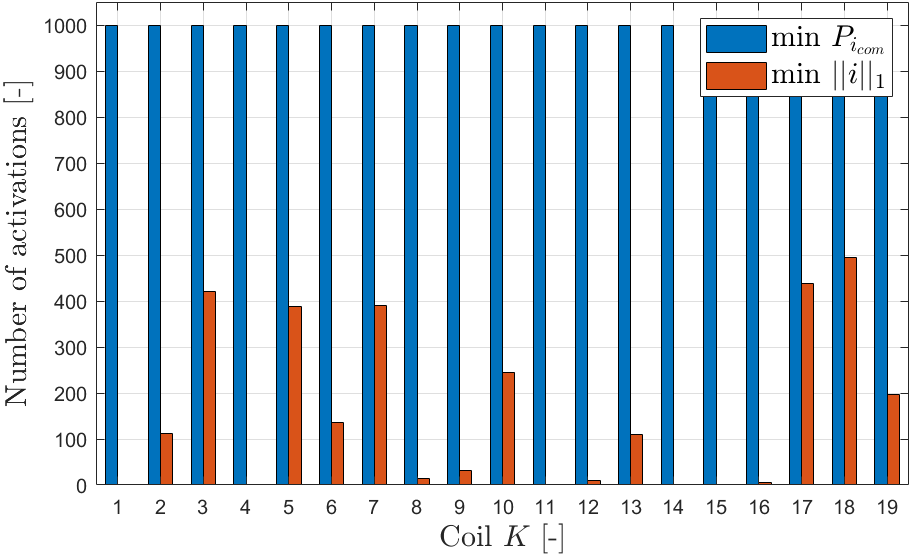 1000
900
800
700
600
500
400
300
200
100
0
Number of activations [-]
min P_{i_{com}}
min ||i||_1
1 2 3 4 5 6 7 8 9 10 11 12 13 14 15 16 17 18 19
Coil K [-]